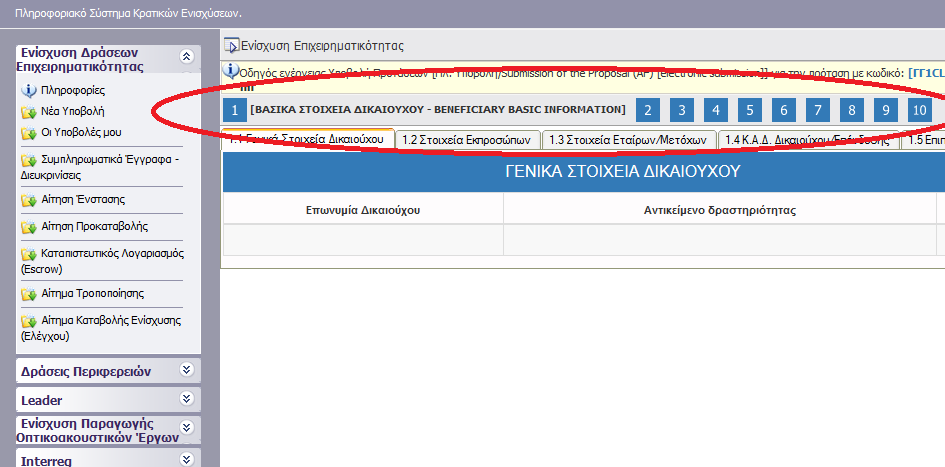 Πληροφοριακό Σύστημα Κρατικών Ενισχύσεων.
Ενίσχυση Δράσεων
Επιχειρηματικότητας
Πληροφορίες
Νέα Υποβολή
Οι Υποβολές μου
Συμπληρωματικά Έγγραφα -
Διευκρινίσεις
Αίτηση Ένστασης
Αίτηση Προκαταβολής
Καταπιστευτικός Λογαριασμός
(Escrow)
Αίτημα Τροποποίησης
Αίτημα Καταβολής Ενίσχυσης
(Ελέγχου)
Δράσεις Περιφερειών
Leader
Ενίσχυση Παραγωγής
Οπτικοακουστικών Έργων
Interreg
Ενίσχυση Επιχειρηματικότητας
Οδηγός ενέργειας Υποβολή Προτάσεων [Ηλ. Υποβολή/Submission of the Proposal (AP) [electronic submission]] για την πρόταση με κωδικό: [ΓΓ1CL
1 [ΒΑΣΙΚΑ ΣΤΟΙΧΕΙΑ ΔΙΚΑΙΟΥΧΟΥ - BENEFICIARY BASIC INFORMATION] 2 3 4 5 6 7 8 9 10
1.1 Γενικά Στοιχεία Δικαιούχου 1.2 Στοιχεία Εκπροσώπων 1.3 Στοιχεία Εταίρων/Μετόχων 1.4 Κ.Α.Δ. Δικαιούχου/Επένδυσης 1.5 Επιπ
ΓΕΝΙΚΑ ΣΤΟΙΧΕΙΑ ΔΙΚΑΙΟΥΧΟΥ
Επωνυμία Δικαιούχου Αντικείμενο δραστηριότητας